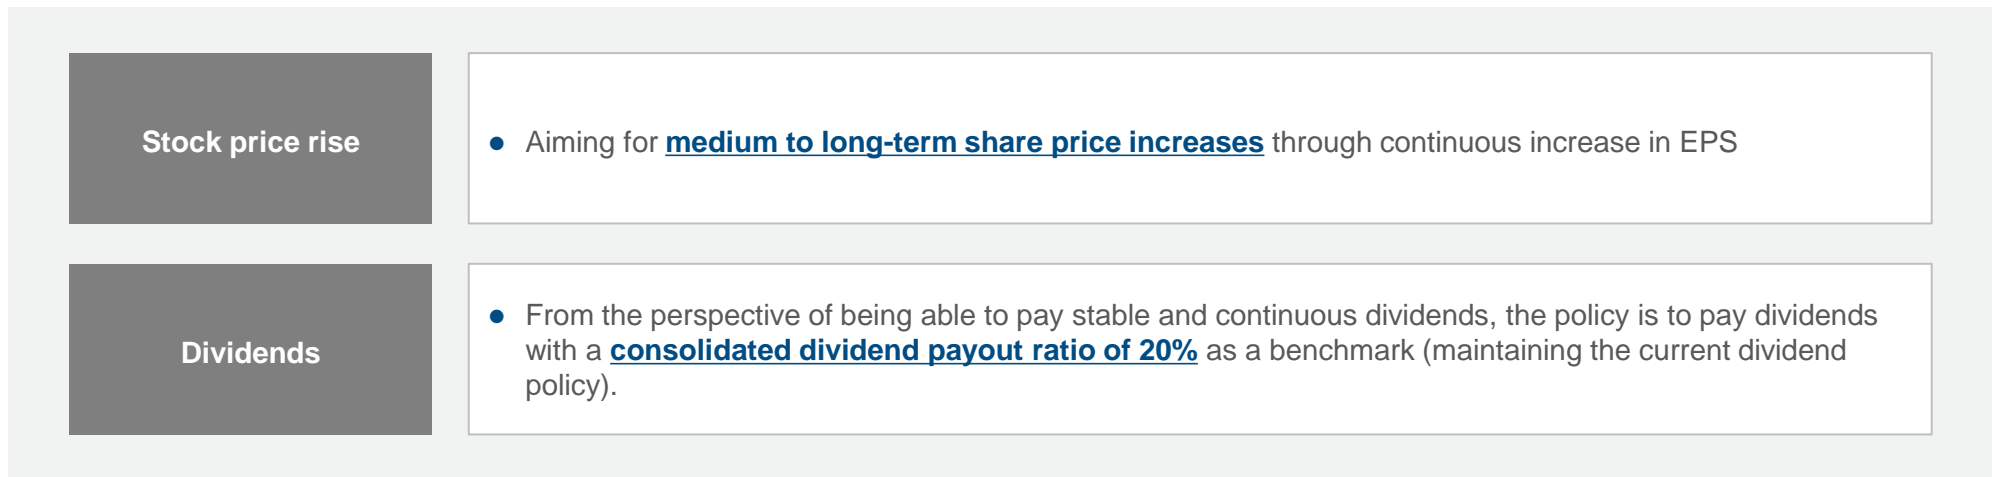 Stock price rise
● Aiming for medium to long-term share price increases through continuous increase in EPS
Dividends
● From the perspective of being able to pay stable and continuous dividends, the policy is to pay dividends
with a consolidated dividend payout ratio of 20% as a benchmark (maintaining the current dividend
policy).